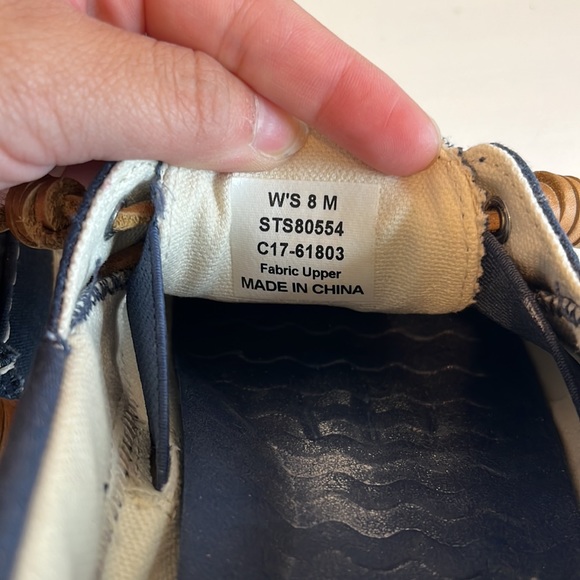 W'S 8 M
STS80554
C17-61803
Fabric Upper
MADE IN CHINA